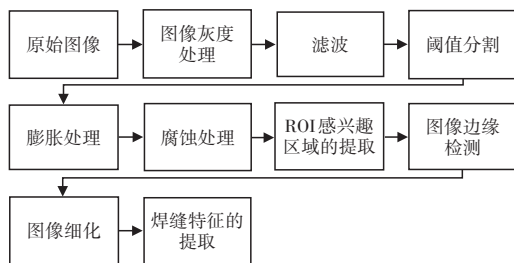 原始图像
图像灰度
处理
滤波
阈值分割
膨胀处理
腐蚀处理
ROI感兴趣
区域的提取
图像边缘
检测
图像细化
焊缝特征的
提取